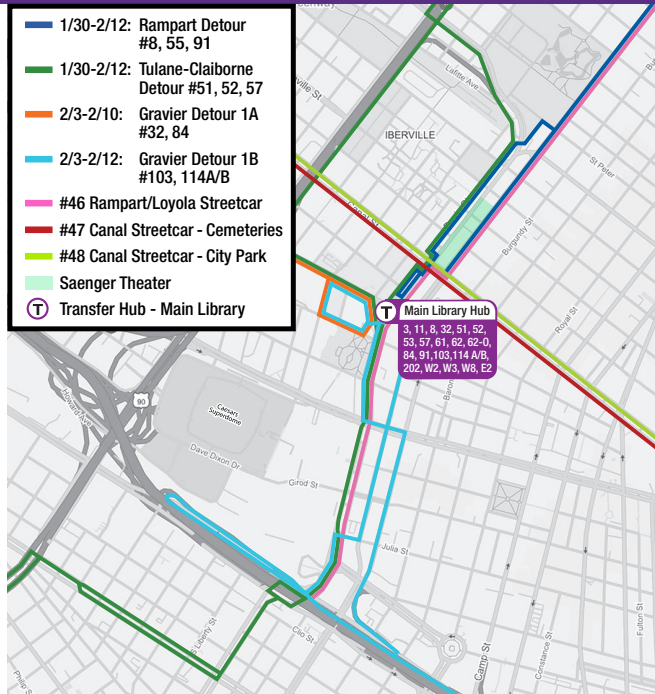 1/30-2/12: Rampart Detour
#8, 55, 91
1/30-2/12: Tulane-Claiborne
Detour #51, 52, 57
2/3-2/10: Gravier Detour 1A
#32, 84
2/3-2/12: Gravier Detour 1B
#103, 114A/B
#46 Rampart/Loyola Streetcar
#47 Canal Streetcar - Cemeteries
#48 Canal Streetcar - City Park
Saenger Theater
T Transfer Hub - Main Library
Lafitte Ave
IBERVILLE
St Peter
Burgundy St
Royal St
Canal St
T
Main Library Hub
3, 11, 8, 32, 51, 52,
53, 57, 61, 62, 62-O,
84, 91,103,114 A/B,
202, W2, W3, W8, E2
90
Howard Ave
Caesars
Superdome
Dave Dixon Dr
Girod St
Julia St
S Liberty St
Clio St
Camp St
Constance St
Fulton St
Philip S